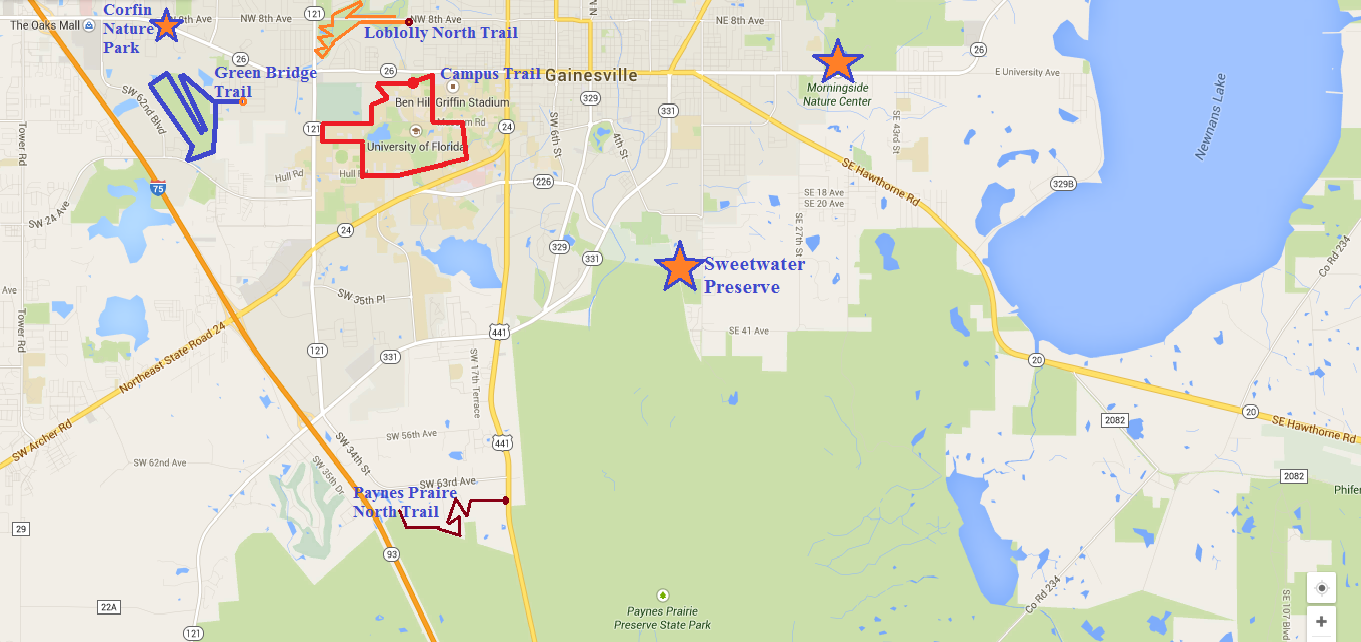 Corfin
Nature
Park
The Oaks Mall
NW 8th Ave
NW 8th Ave
NW 8th Ave
NE 8th Ave
121
Loblolly North Trail
26
26
26
Green Bridge
Trail
Campus Trail
Gainesville
E University Ave
Morningside
Nature Center
Newnans Lake
SW 62nd Blvd
Ben Hill Griffin Stadium
329
331
121
24
University of Florida
Hull Rd
Hull Rd
SW 6th St
4th St
SE 43rd St
SE Hawthorne Rd
Tower Rd
75
226
329B
SE 18 Ave
SE 20 Ave
SE 27th St
SW 24 Ave
24
329
331
Sweetwater
Preserve
Co Rd 234
Ave
SW 35th Pl
Tower Rd
441
SE 41 Ave
Northeast State Road 24
121
331
SW 17th Terrace
20
20
2082
SE Hawthorne Rd
SW Archer Rd
SW 56th Ave
441
SW 34th St
SW 35th Dr
SW 62nd Ave
SW 63rd Ave
2082
Phifer
Paynes Praire
North Trail
29
93
22A
121
Paynes Prairie
Preserve State Park
Co Rd 234
SE 107 Blvd
+